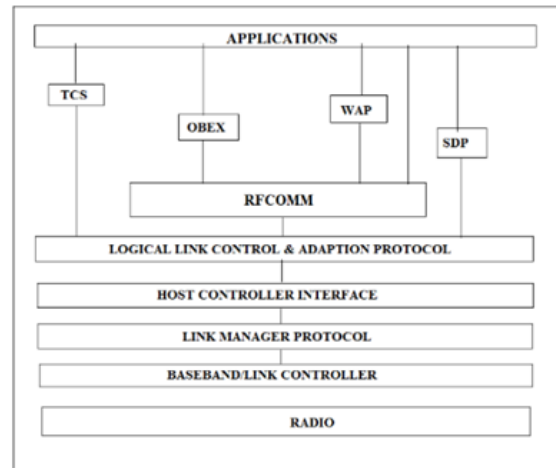 APPLICATIONS
TCS
OBEX
WAP
SDP
RFCOMM
LOGICAL LINK CONTROL & ADAPTION PROTOCOL
HOST CONTROLLER INTERFACE
LINK MANAGER PROTOCOL
BASEBAND/LINK CONTROLLER
RADIO